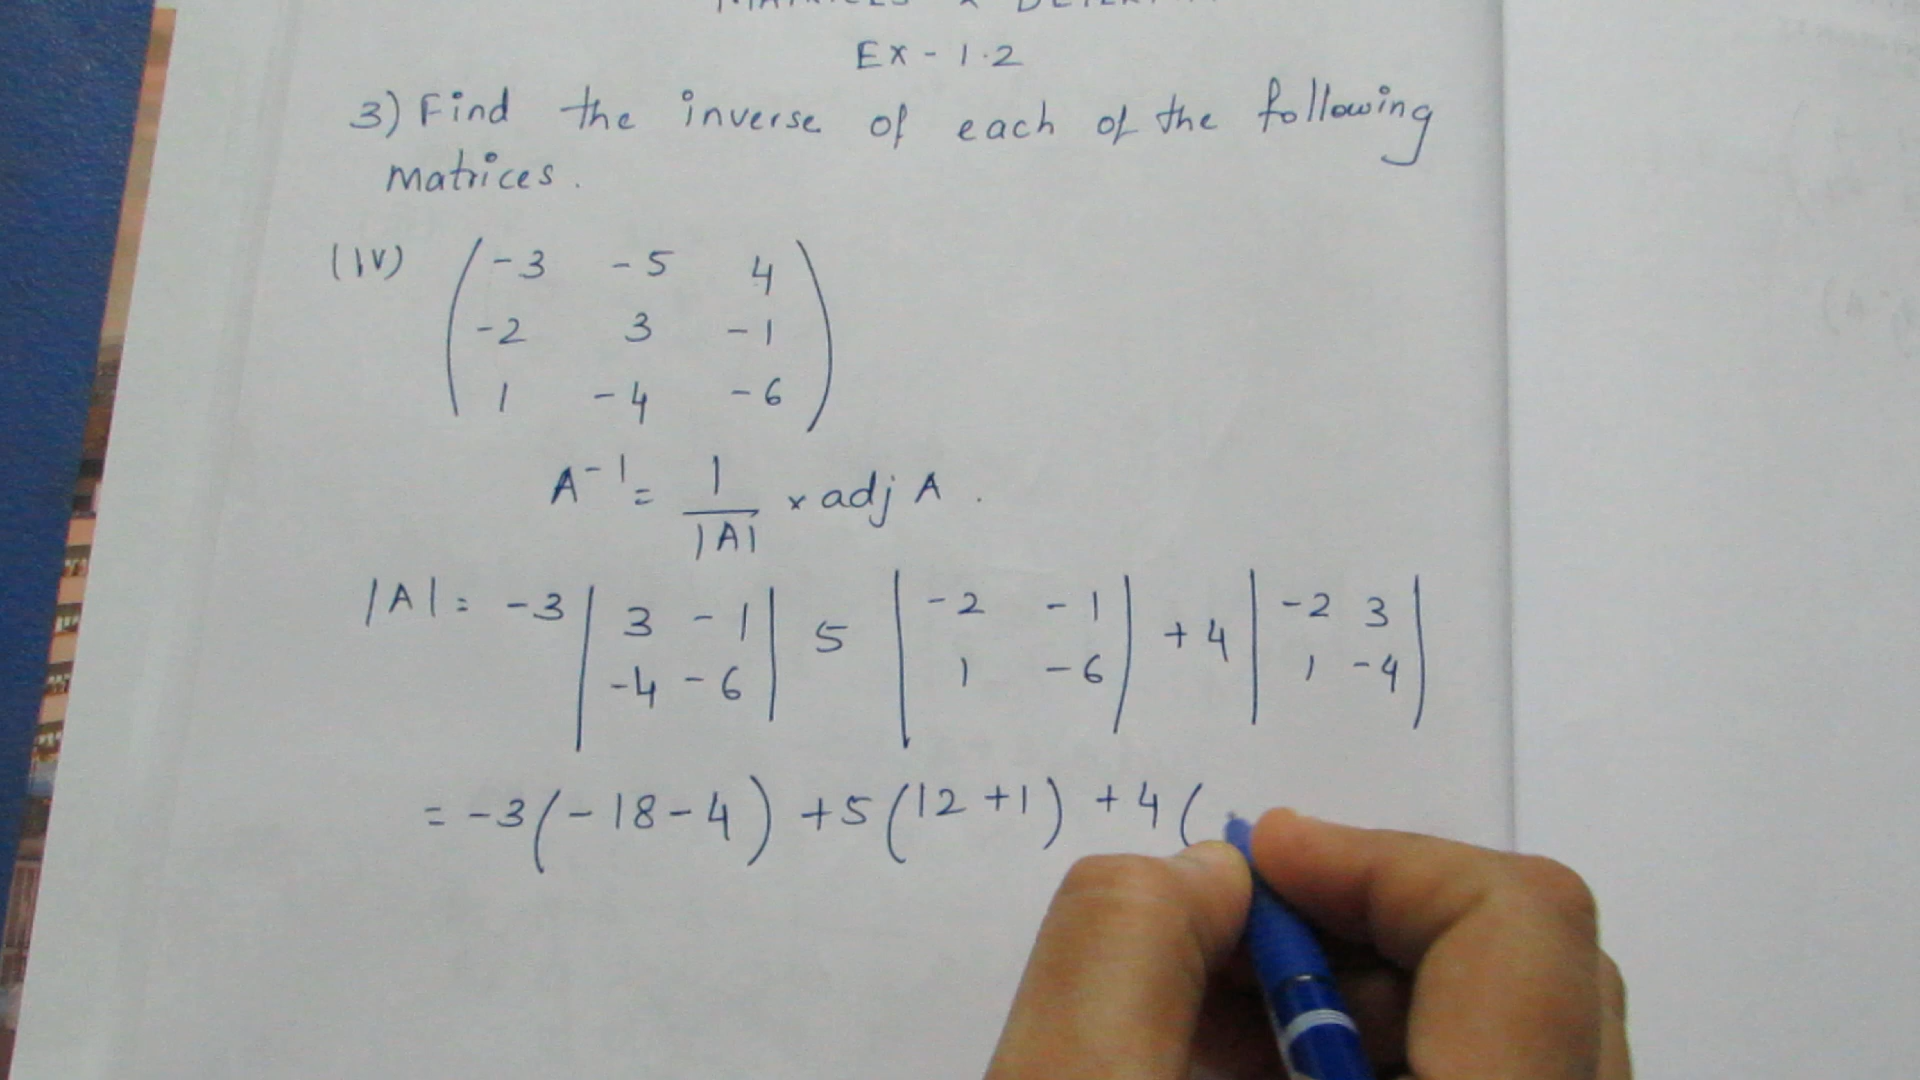 Ex - 1.2
3) Find the inverse of each of the following
matrices.
(iv) ( -3 -5 4
-2 3 -1
1 -4 -6 )
A^-1 = 1/|A| × adj A .
|A| = -3 | 3 -1 | 5 | -2 -1 | +4 | -2 3 |
-4 -6 1 -6 1 -4
= -3 ( -18 - 4 ) + 5 ( 12 + 1 ) + 4 (